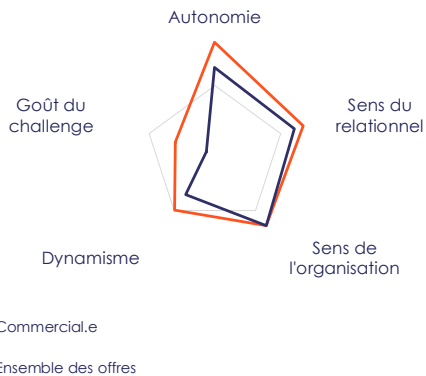 Autonomie
Goût du
challenge
Sens du
relationnel
Dynamisme
Sens de
l'organisation
Commercial.e
Ensemble des offres